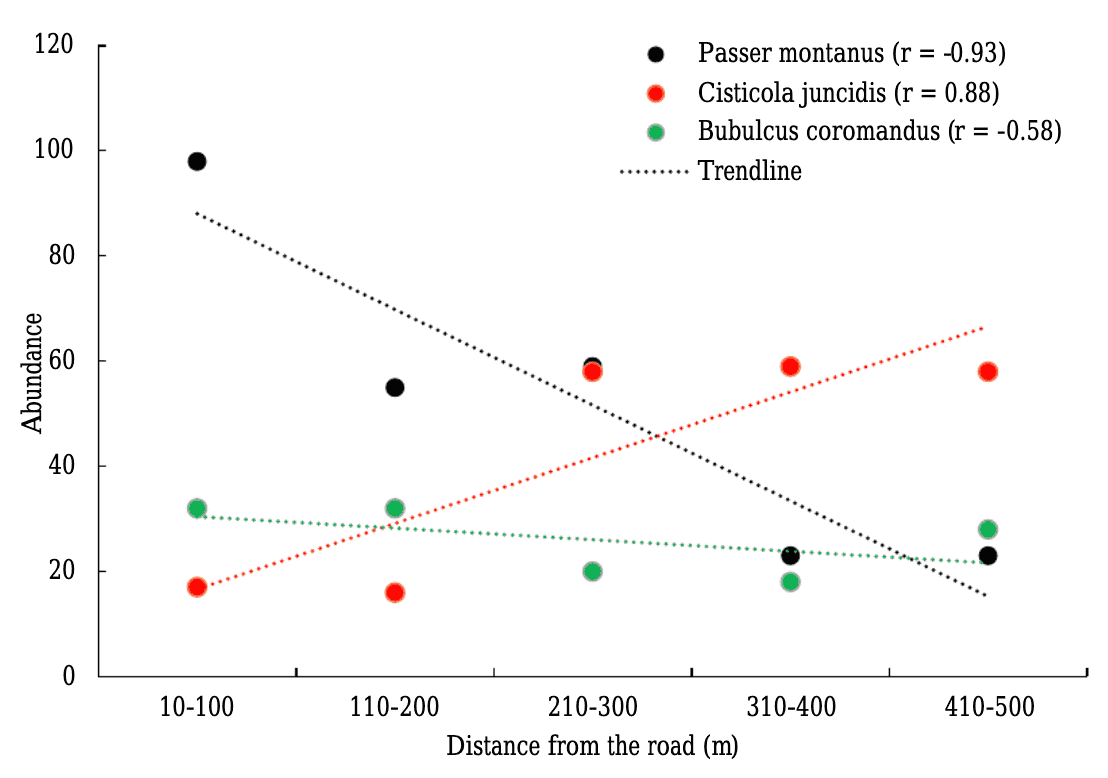 120
Passer montanus (r = -0.93)
Cisticola juncidis (r = 0.88)
Bubulcus coromandus (r = -0.58)
Trendline
100
80
60
40
20
0
Abundance
10-100 110-200 210-300 310-400 410-500
Distance from the road (m)